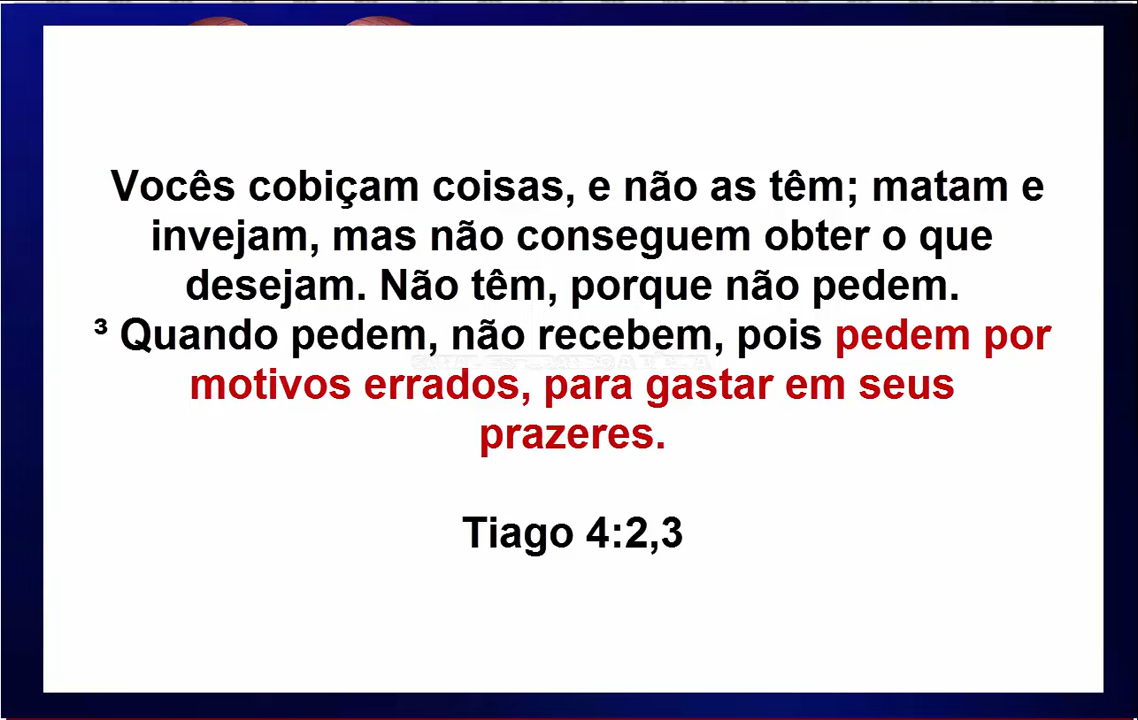 Vocês cobiçam coisas, e não as têm; matam e
invejam, mas não conseguem obter o que
desejam. Não têm, porque não pedem.
³ Quando pedem, não recebem, pois pedem por
motivos errados, para gastar em seus
prazeres.
Tiago 4:2,3